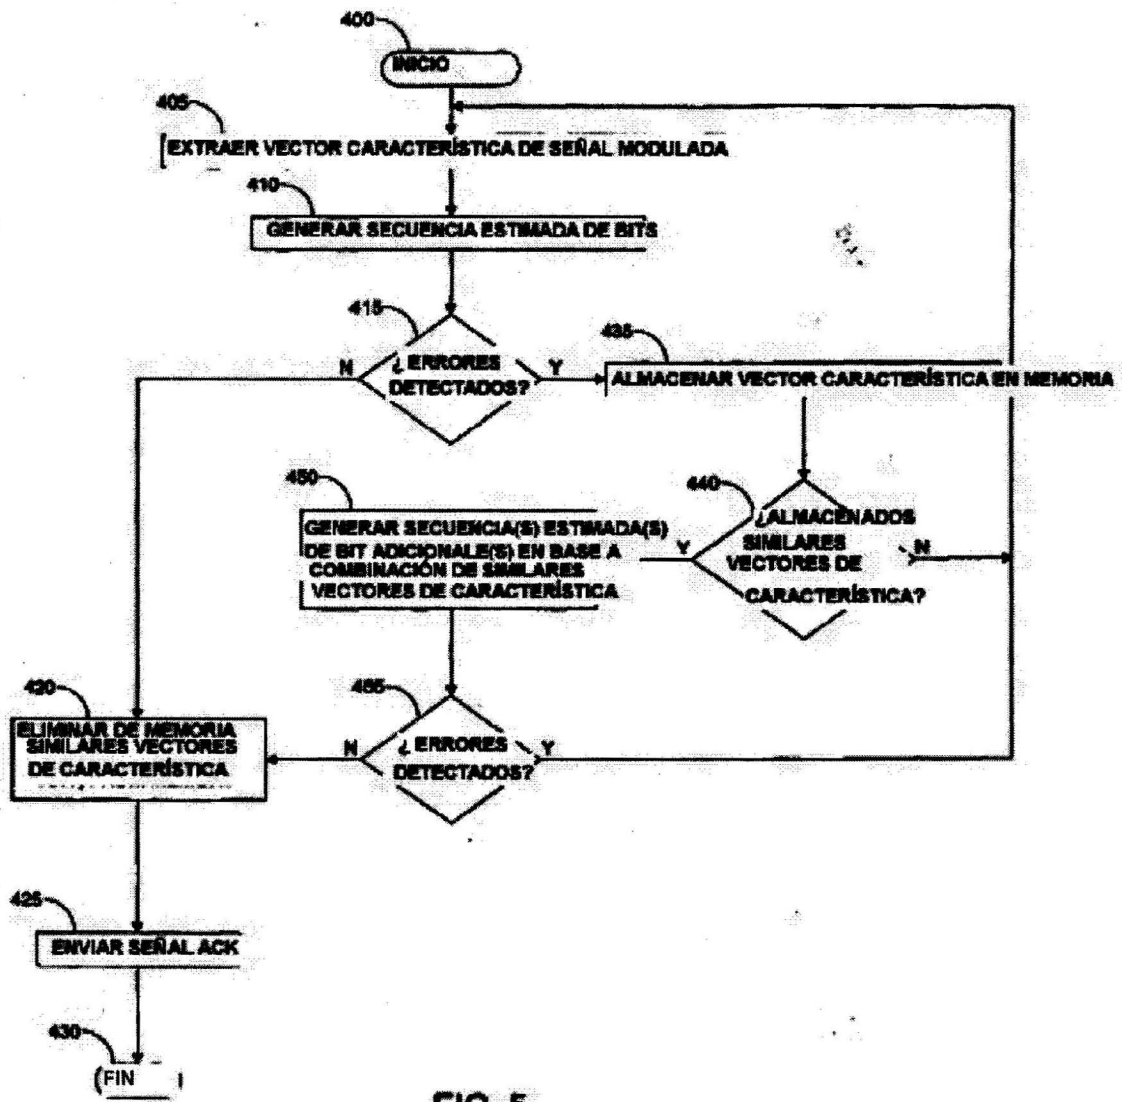 400
INICIO
405
EXTRAER VECTOR CARACTERÍSTICA DE SEÑAL MODULADA
410
GENERAR SECUENCIA ESTIMADA DE BITS
415
¿ ERRORES
DETECTADOS?
N
Y
435
ALMACENAR VECTOR CARACTERÍSTICA EN MEMORIA
440
¿ALMACENADOS
SIMILARES
VECTORES DE
CARACTERÍSTICA?
Y
N
450
GENERAR SECUENCIA(S) ESTIMADA(S)
DE BIT ADICIONALE(S) EN BASE A
COMBINACIÓN DE SIMILARES
VECTORES DE CARACTERÍSTICA
455
¿ ERRORES
DETECTADOS?
N
Y
420
ELIMINAR DE MEMORIA
SIMILARES VECTORES
DE CARACTERÍSTICA
425
ENVIAR SEÑAL ACK
430
FIN
FIG. 5